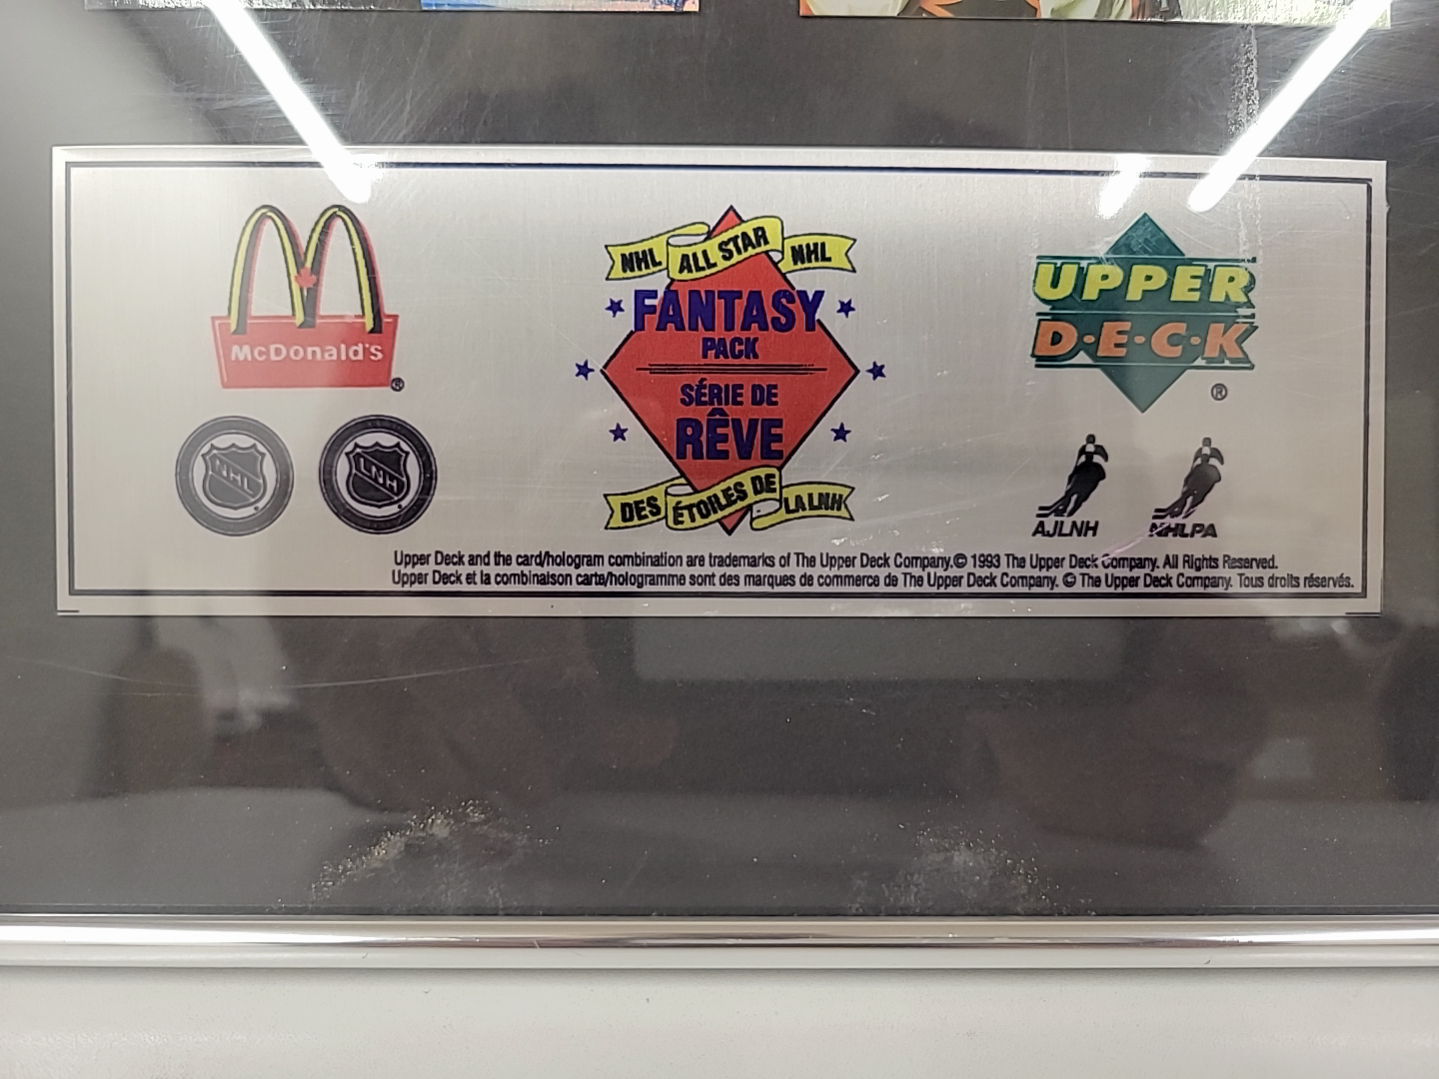 McDonald's
®
NHL
LNH
NHL ALL STAR NHL
FANTASY
PACK
SÉRIE DE
RÊVE
DES ÉTOILES DE LA LNH
UPPER
D·E·C·K
®
AJLNH
NHLPA
Upper Deck and the card/hologram combination are trademarks of The Upper Deck Company.© 1993 The Upper Deck Company. All Rights Reserved.
Upper Deck et la combinaison carte/hologramme sont des marques de commerce de The Upper Deck Company. © The Upper Deck Company. Tous droits réservés.